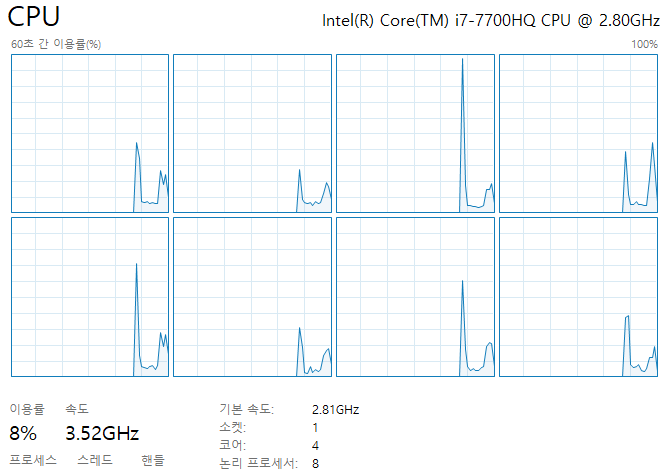 CPU Intel(R) Core(TM) i7-7700HQ CPU @ 2.80GHz
60초 간 이용률(%) 100%
이용률 속도 기본 속도: 2.81GHz
8% 3.52GHz 소켓: 1
코어: 4
프로세스 스레드 핸들 논리 프로세서: 8